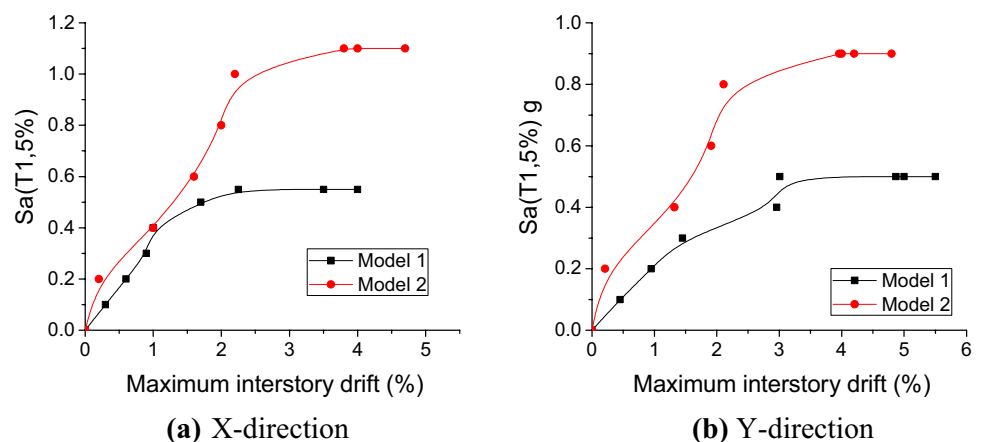 1.2
1.0
0.8
0.6
0.4
0.2
0.0
Sa(T1,5%)
0 1 2 3 4 5
Maximum interstory drift (%)
Model 1
Model 2
(a) X-direction
1.0
0.8
0.6
0.4
0.2
0.0
Sa(T1,5%) g
0 1 2 3 4 5 6
Maximum interstory drift (%)
Model 1
Model 2
(b) Y-direction